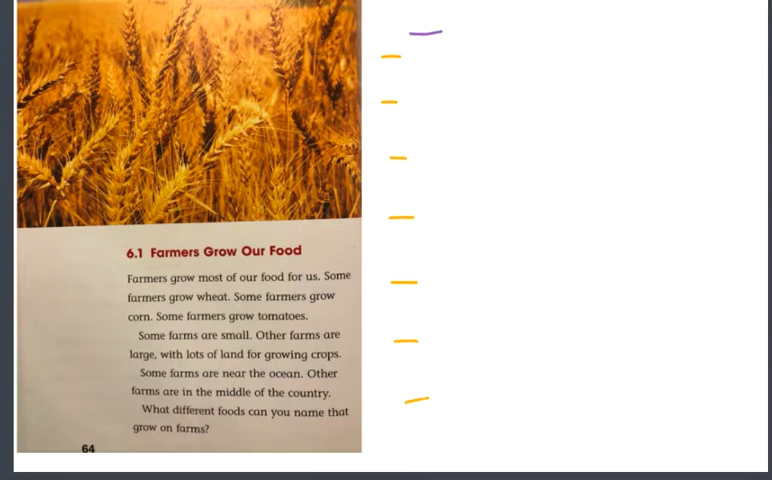 6.1 Farmers Grow Our Food
Farmers grow most of our food for us. Some
farmers grow wheat. Some farmers grow
corn. Some farmers grow tomatoes.
Some farms are small. Other farms are
large, with lots of land for growing crops.
Some farms are near the ocean. Other
farms are in the middle of the country.
What different foods can you name that
grow on farms?
64